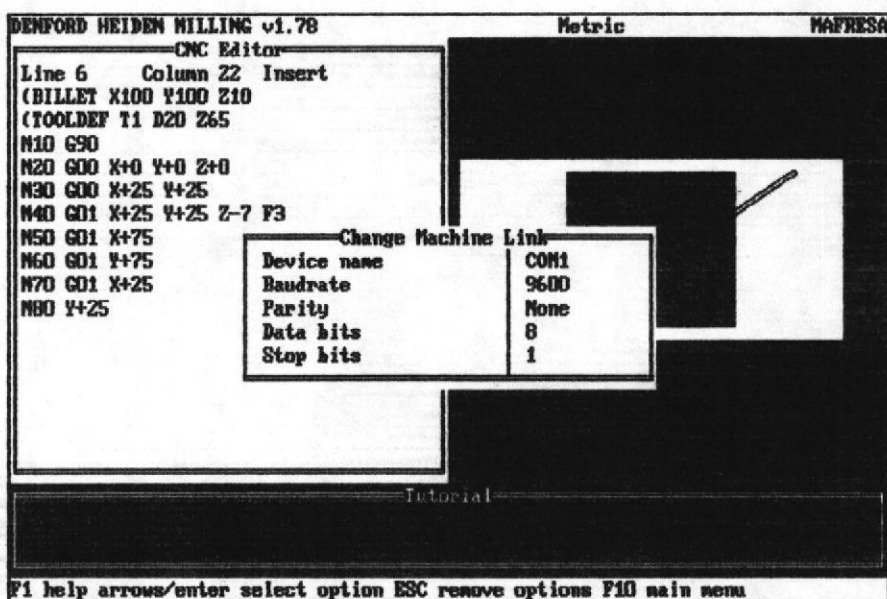 DENFORD HEIDEN MILLING v1.78 Metric MAFRESA
CNC Editor
Line 6 Column 22 Insert
(BILLET X100 Y100 Z10
(TOOLDEF T1 D20 Z65
N10 G90
N20 G00 X+0 Y+0 Z+0
N30 G00 X+25 Y+25
N40 G01 X+25 Y+25 Z-7 F3
N50 G01 X+75
N60 G01 Y+75
N70 G01 X+25
N80 Y+25
Change Machine Link
Device name COM1
Baudrate 9600
Parity None
Data bits 8
Stop bits 1
Tutorial
F1 help arrows/enter select option ESC remove options F10 main menu